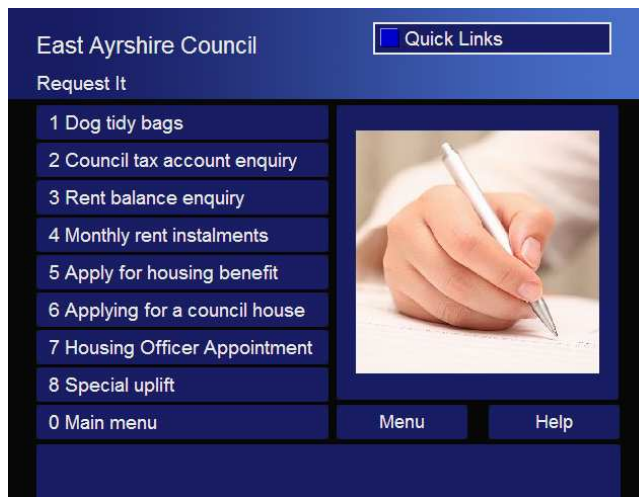 East Ayrshire Council
Quick Links
Request It
1 Dog tidy bags
2 Council tax account enquiry
3 Rent balance enquiry
4 Monthly rent instalments
5 Apply for housing benefit
6 Applying for a council house
7 Housing Officer Appointment
8 Special uplift
0 Main menu
Menu
Help